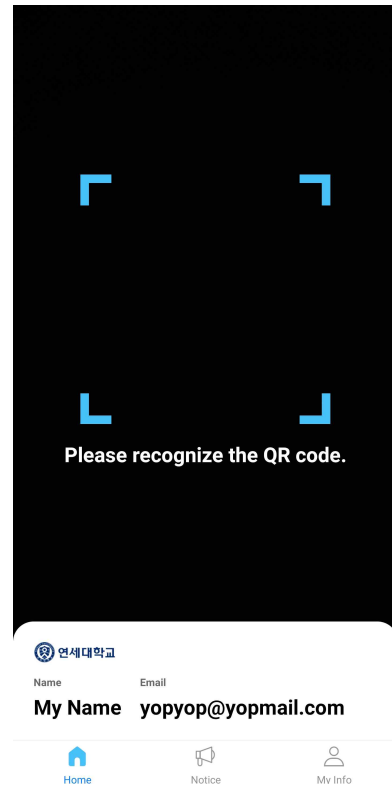 Please recognize the QR code.
연세대학교
Name Email
My Name yopyop@yopmail.com
Home Notice My Info